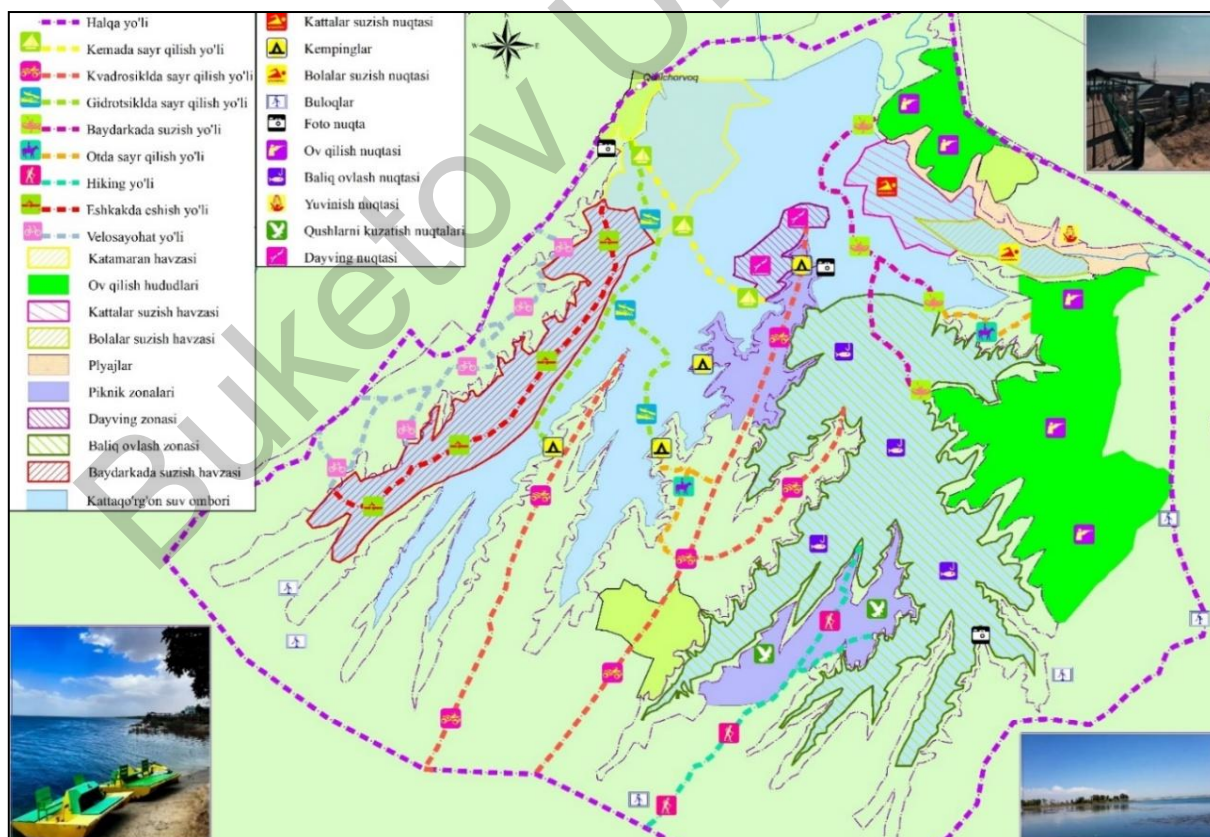 Halqa yo'li
Kemada sayr qilish yo'li
Kvadrosiklda sayr qilish yo'li
Gidrotsiklda sayr qilish yo'li
Baydarkada suzish yo'li
Otda sayr qilish yo'li
Hiking yo'li
Eshkakda eshish yo'li
Velosayohat yo'li
Katamaran havzasi
Ov qilish hududlari
Kattalar suzish havzasi
Bolalar suzish havzasi
Plyajlar
Piknik zonalari
Dayving zonasi
Baliq ovlash zonasi
Baydarkada suzish havzasi
Kattaqo'rg'on suv ombori
Kattalar suzish nuqtasi
Kempinglar
Bolalar suzish nuqtasi
Buloqlar
Foto nuqta
Ov qilish nuqtasi
Baliq ovlash nuqtasi
Yuvinish nuqtasi
Qushlarni kuzatish nuqtalari
Dayving nuqtasi
N
W
E
S
Buketov U